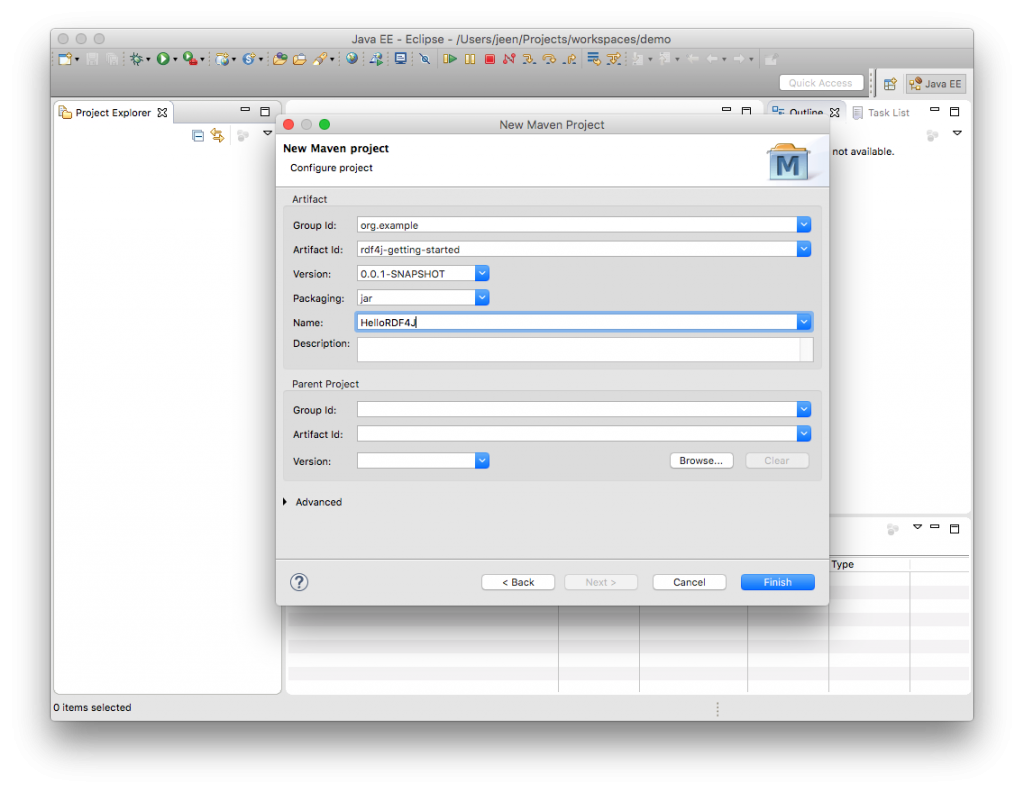 Java EE - Eclipse - /Users/jeen/Projects/workspaces/demo
Quick Access
Java EE
Project Explorer
Outline
Task List
not available.
New Maven Project
New Maven project
Configure project
M
Artifact
Group Id: org.example
Artifact Id: rdf4j-getting-started
Version: 0.0.1-SNAPSHOT
Packaging: jar
Name: HelloRDF4J
Description:
Parent Project
Group Id:
Artifact Id:
Version:
Browse... Clear
Advanced
Type
? < Back Next > Cancel Finish
0 items selected